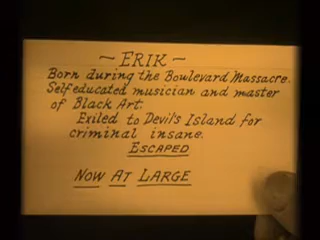 ~ ERIK ~
Born during the Boulevard Massacre.
Self educated musician and master
of Black Art.
Exiled to Devil's Island for
criminal insane.
ESCAPED
NOW AT LARGE